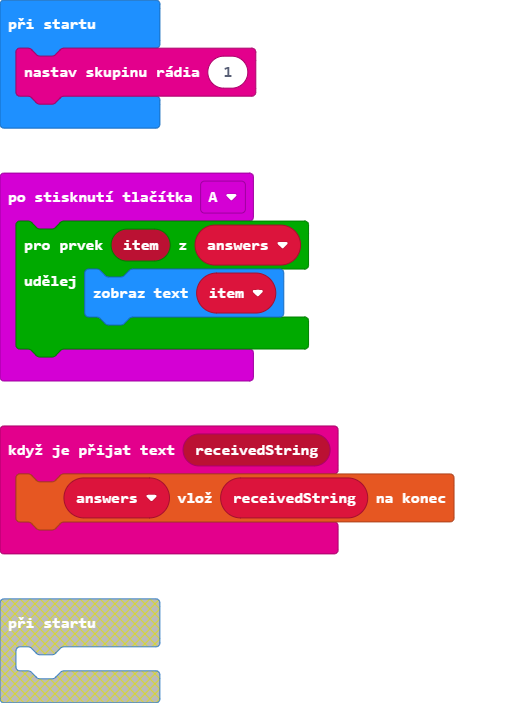 při startu
nastav skupinu rádia 1
po stisknutí tlačítka A
pro prvek item z answers
udělej
zobraz text item
když je přijat text receivedString
answers vlož receivedString na konec
při startu